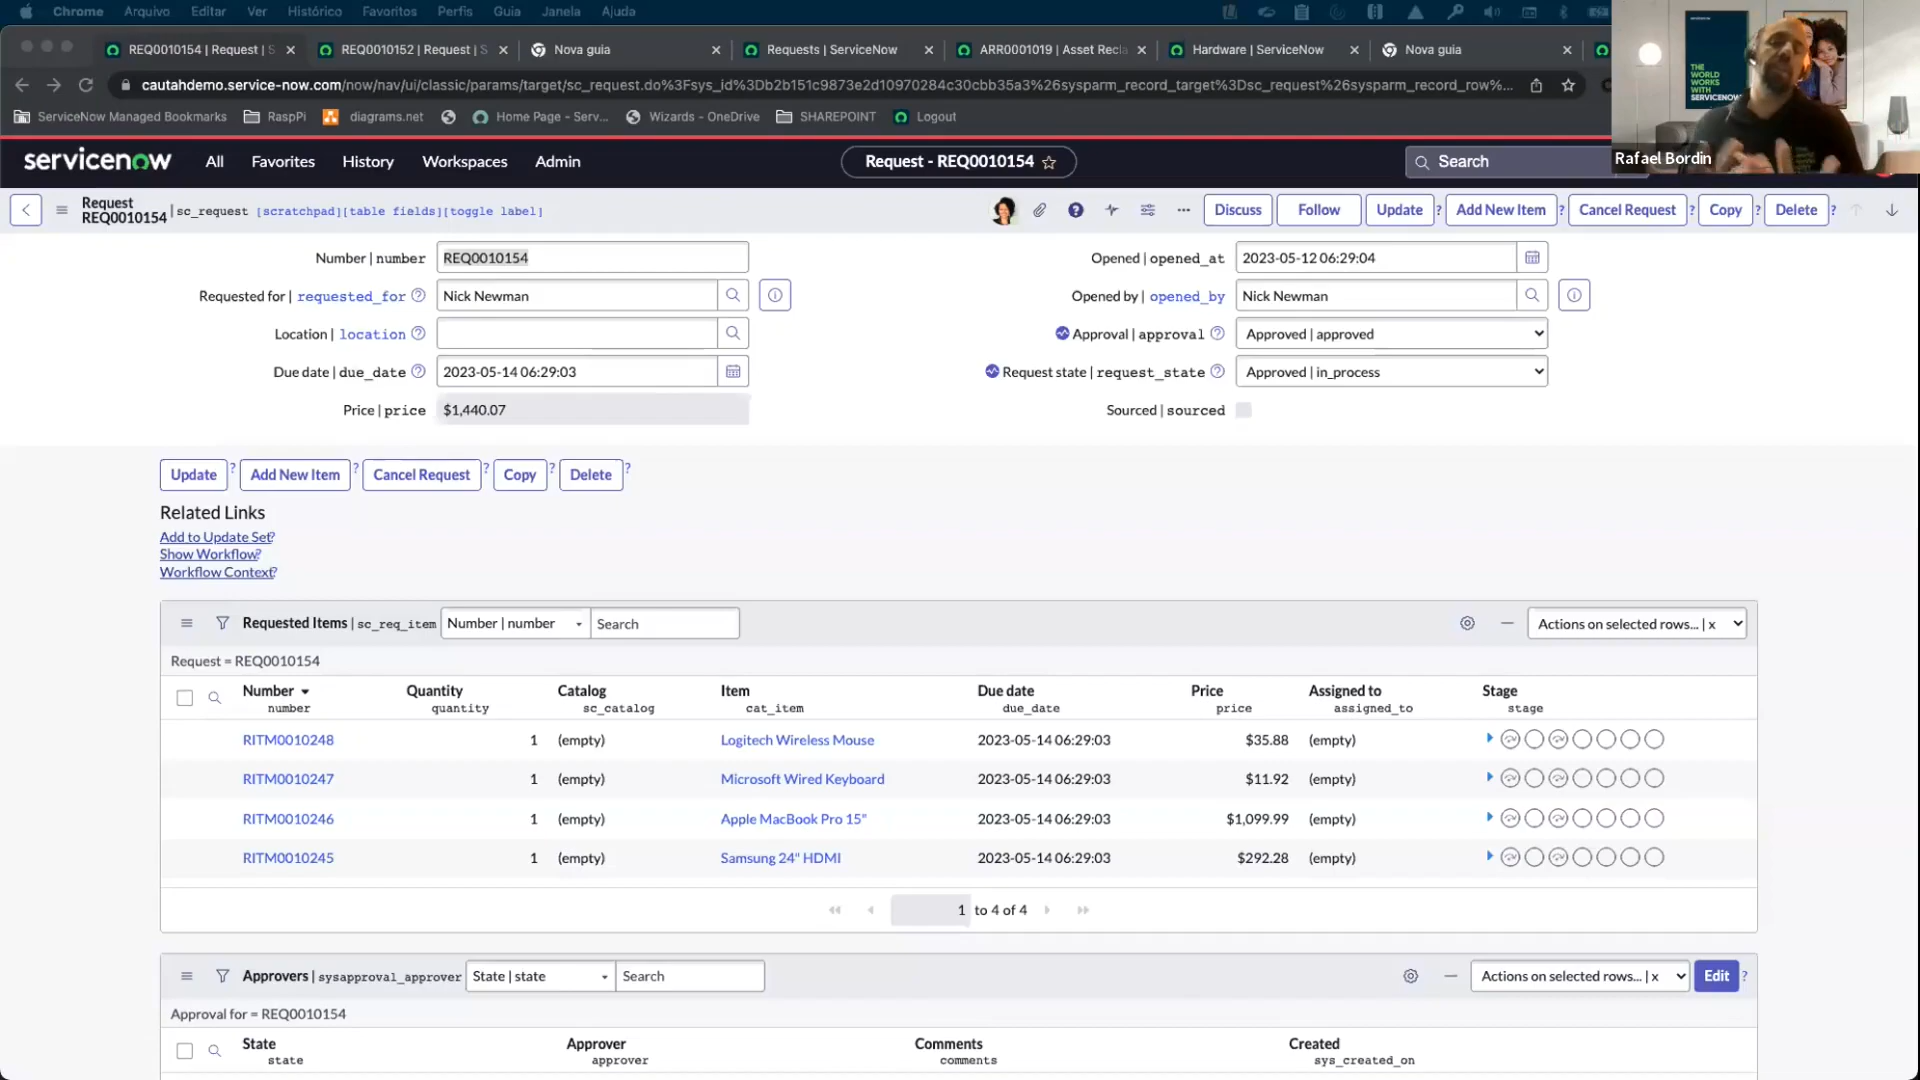 Chrome Arquivo Editar Ver Histórico Favoritos Perfis Guia Janela Ajuda
REQ0010154 | Request | S
REQ0010152 | Request | S
Nova guia
Requests | ServiceNow
ARR0001019 | Asset Recla
Hardware | ServiceNow
Nova guia
cautahdemo.service-now.com/now/nav/ui/classic/params/target/sc_request.do%3Fsys_id%3Db2b151c9873e2d10970284c30cbb35a3%26sysparm_record_target%3Dsc_request%26sysparm_record_row%...
ServiceNow Managed Bookmarks RaspPi diagrams.net Home Page - Serv... Wizards - OneDrive SHAREPOINT Logout
THE
WORLD
WORKS
WITH
SERVICENOW
Rafael Bordin
servicenow All Favorites History Workspaces Admin Request - REQ0010154 Search
Request
REQ0010154 | sc_request [scratchpad][table fields][toggle label]
Discuss Follow Update ? Add New Item ? Cancel Request ? Copy ? Delete ?
Number | number REQ0010154
Opened | opened_at 2023-05-12 06:29:04
Requested for | requested_for Nick Newman
Opened by | opened_by Nick Newman
Location | location
Approval | approval Approved | approved
Due date | due_date 2023-05-14 06:29:03
Request state | request_state Approved | in_process
Price | price $1,440.07
Sourced | sourced
Update ? Add New Item ? Cancel Request ? Copy ? Delete ?
Related Links
Add to Update Set?
Show Workflow?
Workflow Context?
Requested Items | sc_req_item Number | number Search Actions on selected rows... | x
Request = REQ0010154
Number Quantity Catalog Item Due date Price Assigned to Stage
number quantity sc_catalog cat_item due_date price assigned_to stage
RITM0010248 1 (empty) Logitech Wireless Mouse 2023-05-14 06:29:03 $35.88 (empty)
RITM0010247 1 (empty) Microsoft Wired Keyboard 2023-05-14 06:29:03 $11.92 (empty)
RITM0010246 1 (empty) Apple MacBook Pro 15" 2023-05-14 06:29:03 $1,099.99 (empty)
RITM0010245 1 (empty) Samsung 24" HDMI 2023-05-14 06:29:03 $292.28 (empty)
1 to 4 of 4
Approvers | sysapproval_approver State | state Search Actions on selected rows... | x Edit ?
Approval for = REQ0010154
State Approver Comments Created
state approver comments sys_created_on